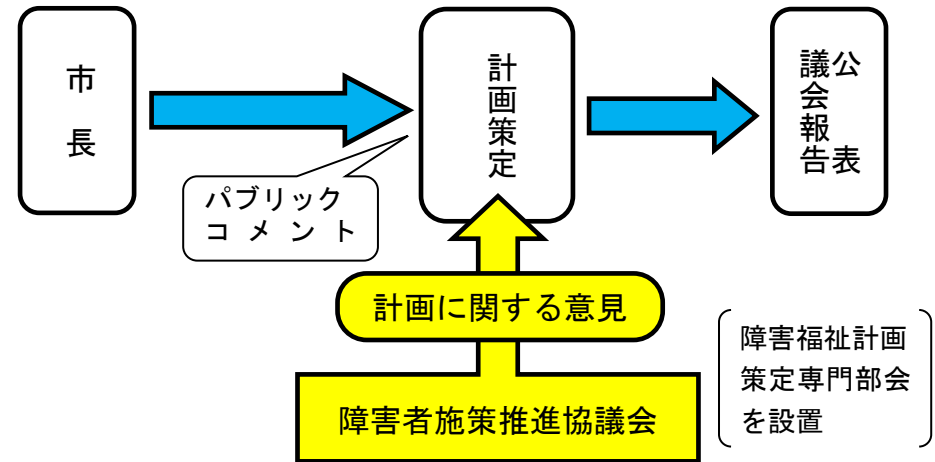 市長
計画策定
公表
議会報告
パブリック
コメント
計画に関する意見
障害者施策推進協議会
障害福祉計画
策定専門部会
を設置